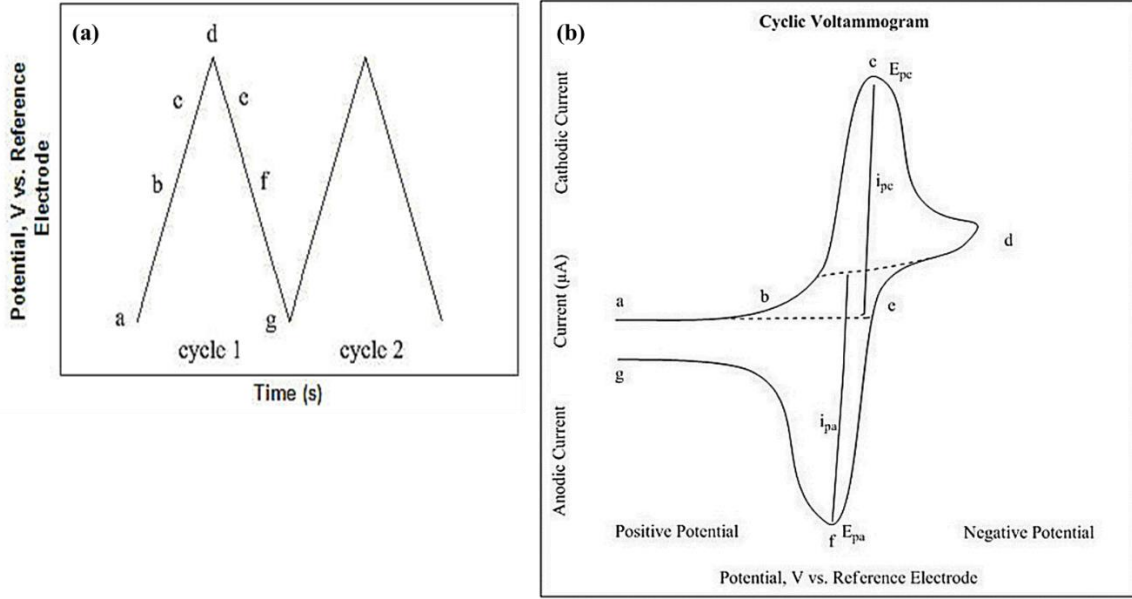 (a)
Potential, V vs. Reference
Electrode
d
c
c
b
f
a
g
cycle 1
cycle 2
Time (s)
(b)
Cyclic Voltammogram
Cathodic Current
Current (µA)
Anodic Current
c
Epc
ipc
d
b
a
e
g
ipa
f
Epa
Positive Potential
Negative Potential
Potential, V vs. Reference Electrode